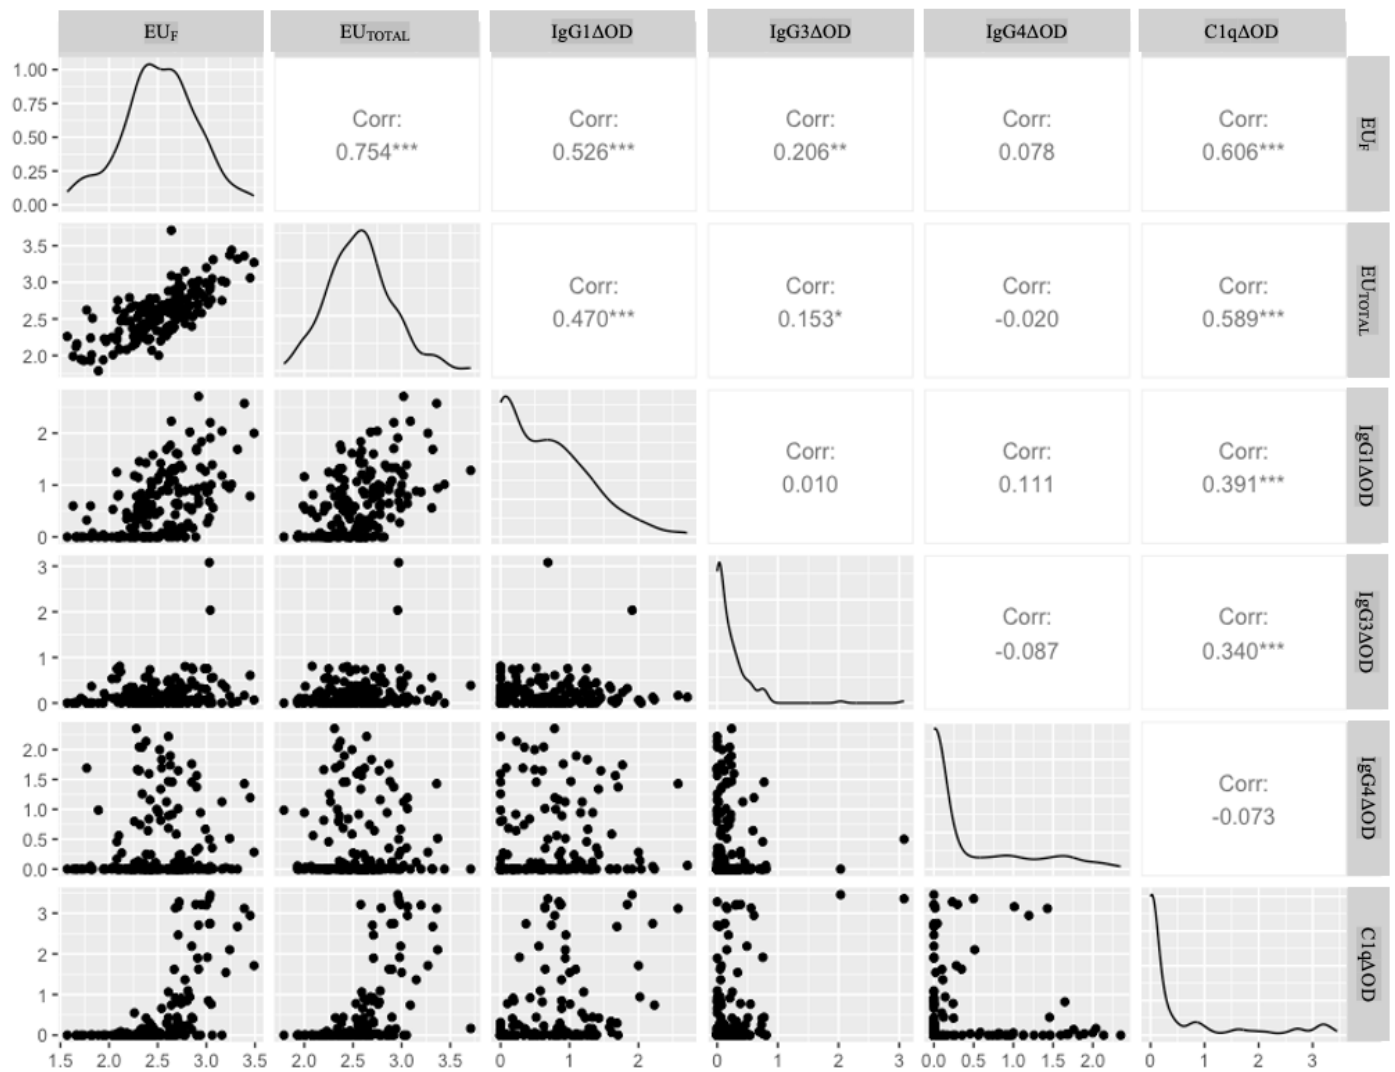 EU_F EU_TOTAL IgG1ΔOD IgG3ΔOD IgG4ΔOD C1qΔOD
1.00
0.75
0.50
0.25
0.00
Corr: Corr: Corr: Corr: Corr:
0.754*** 0.526*** 0.206** 0.078 0.606***
EU_F
3.5
3.0
2.5
2.0
Corr: Corr: Corr: Corr:
0.470*** 0.153* -0.020 0.589***
EU_TOTAL
2
1
0
Corr: Corr: Corr:
0.010 0.111 0.391***
IgG1ΔOD
3
2
1
0
Corr: Corr:
-0.087 0.340***
IgG3ΔOD
2.0
1.5
1.0
0.5
0.0
Corr:
-0.073
IgG4ΔOD
3
2
1
0
C1qΔOD
1.5 2.0 2.5 3.0 3.5 2.0 2.5 3.0 3.5 0 1 2 0 1 2 3 0.0 0.5 1.0 1.5 2.0 0 1 2 3